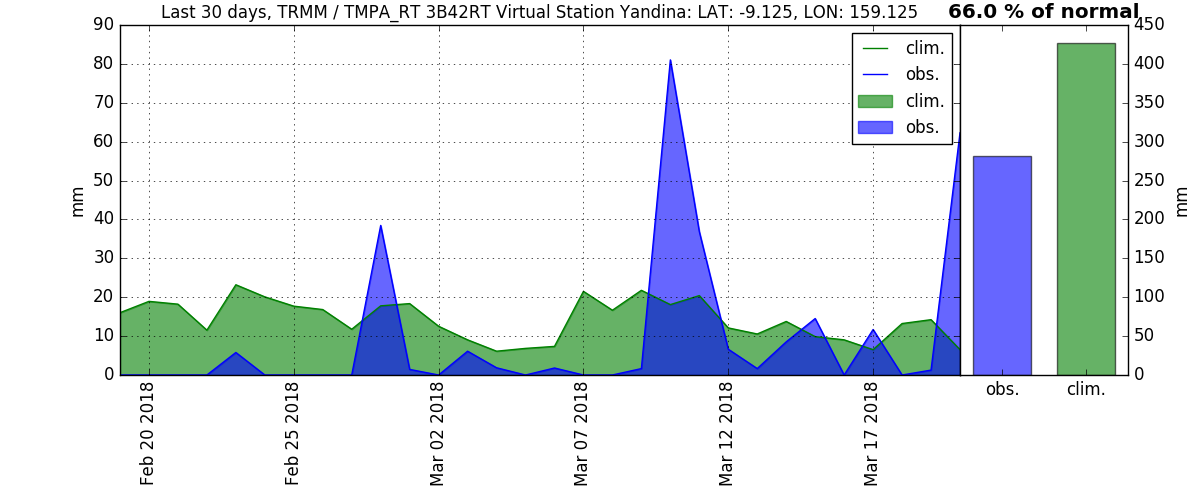 Last 30 days, TRMM / TMPA_RT 3B42RT Virtual Station Yandina: LAT: -9.125, LON: 159.125
66.0 % of normal
90
80
70
60
50
40
30
20
10
0
mm
clim.
obs.
clim.
obs.
450
400
350
300
250
200
150
100
50
0
mm
Feb 20 2018
Feb 25 2018
Mar 02 2018
Mar 07 2018
Mar 12 2018
Mar 17 2018
obs.
clim.